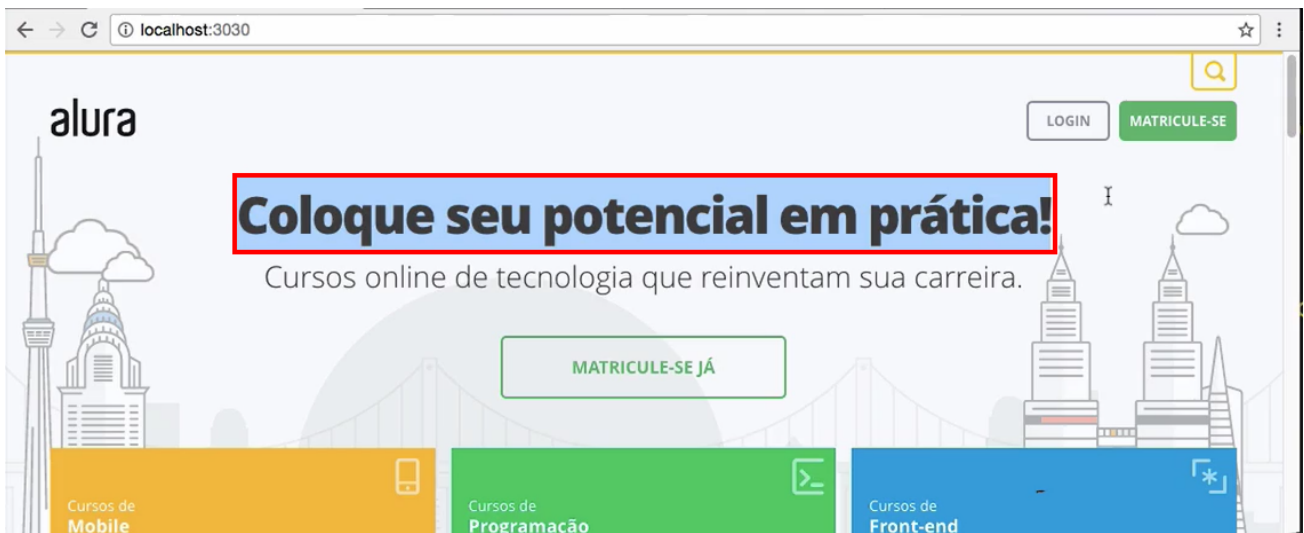 localhost:3030
alura
LOGIN
MATRICULE-SE
Coloque seu potencial em prática!
Cursos online de tecnologia que reinventam sua carreira.
MATRICULE-SE JÁ
Cursos de
Mobile
Cursos de
Programação
Cursos de
Front-end